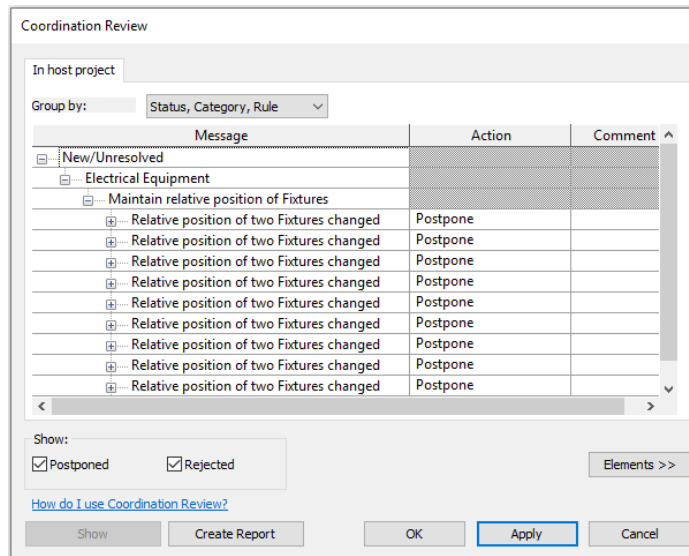 Coordination Review
In host project
Group by: Status, Category, Rule
Message Action Comment
New/Unresolved
Electrical Equipment
Maintain relative position of Fixtures
Relative position of two Fixtures changed Postpone
Relative position of two Fixtures changed Postpone
Relative position of two Fixtures changed Postpone
Relative position of two Fixtures changed Postpone
Relative position of two Fixtures changed Postpone
Relative position of two Fixtures changed Postpone
Relative position of two Fixtures changed Postpone
Relative position of two Fixtures changed Postpone
Relative position of two Fixtures changed Postpone
Show:
Postponed Rejected
Elements >>
How do I use Coordination Review?
Show Create Report OK Apply Cancel